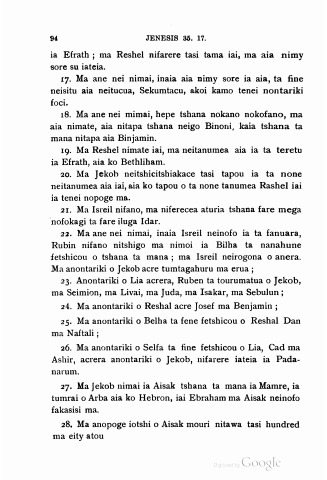 94 JENESIS 35. 17.
ia Efrath ; ma Reshel nifarere tasi tama iai, ma aia nimy
sore su iateia.
17. Ma ane nei nimai, inaia aia nimy sore ia aia, ta fine
neisitu aia neitucua, Sekumtacu, akoi kamo tenei nontariki
foci.
18. Ma ane nei mimai, hepe tshana nokano nokofano, ma
aia nimate, aia nitapa tshana neigo Binoni, kaia tshana ta
mana nitapa aia Binjamin.
19. Ma Reshel nimate iai, ma neitanumea aia ia ta teretu
ia Efrath, aia ko Bethliham.
20. Ma Jekob neitshicitshiakace tasi tapou ia ta none
neitanumea aia iai, aia ko tapou o ta none tanumea Rashel iai
ia tenei nopoge ma.
21. Ma Isreil nifano, ma niferecea aturia tshana fare mega
nofokagi ta fare iluga Idar.
22. Ma ane nei nimai, inaia Isreil neinofo ia ta fanuara,
Rubin nifano nitshigo ma nimoi ia Bilha ta nanahune
fetshicou o tshana ta mana ; ma Isreil neirogona o anera.
Ma anontariki o Jekob acre tumtagahuru ma erua ;
23. Anontariki o Lia acrera, Ruben ta touramatua o Jekob,
ma Seimion, ma Livai, ma Juda, ma Isakar, ma Sebulun ;
24. Ma anontariki o Reshal acre Josef ma Benjamin ;
25. Ma anontariki o Belha ta fene fetshicou o Reshal Dan
ma Naftali ;
26. Ma anontariki o Selfa ta fine fetshicou o Lia, Cad ma
Ashir, acrera anontariki o Jekob, nifarere iateia ia Pada-
narum.
27. Ma Jekob nimai ia Aisak tshana ta mana ia Mamre, ia
tumrai o Arba aia ko Hebron, iai Ebraham ma Aisak neinofo
fakasisi ma.
28. Ma anopoge iotshi o Aisak mouri nitawa tasi hundred
ma eity atou
Digitized by Google